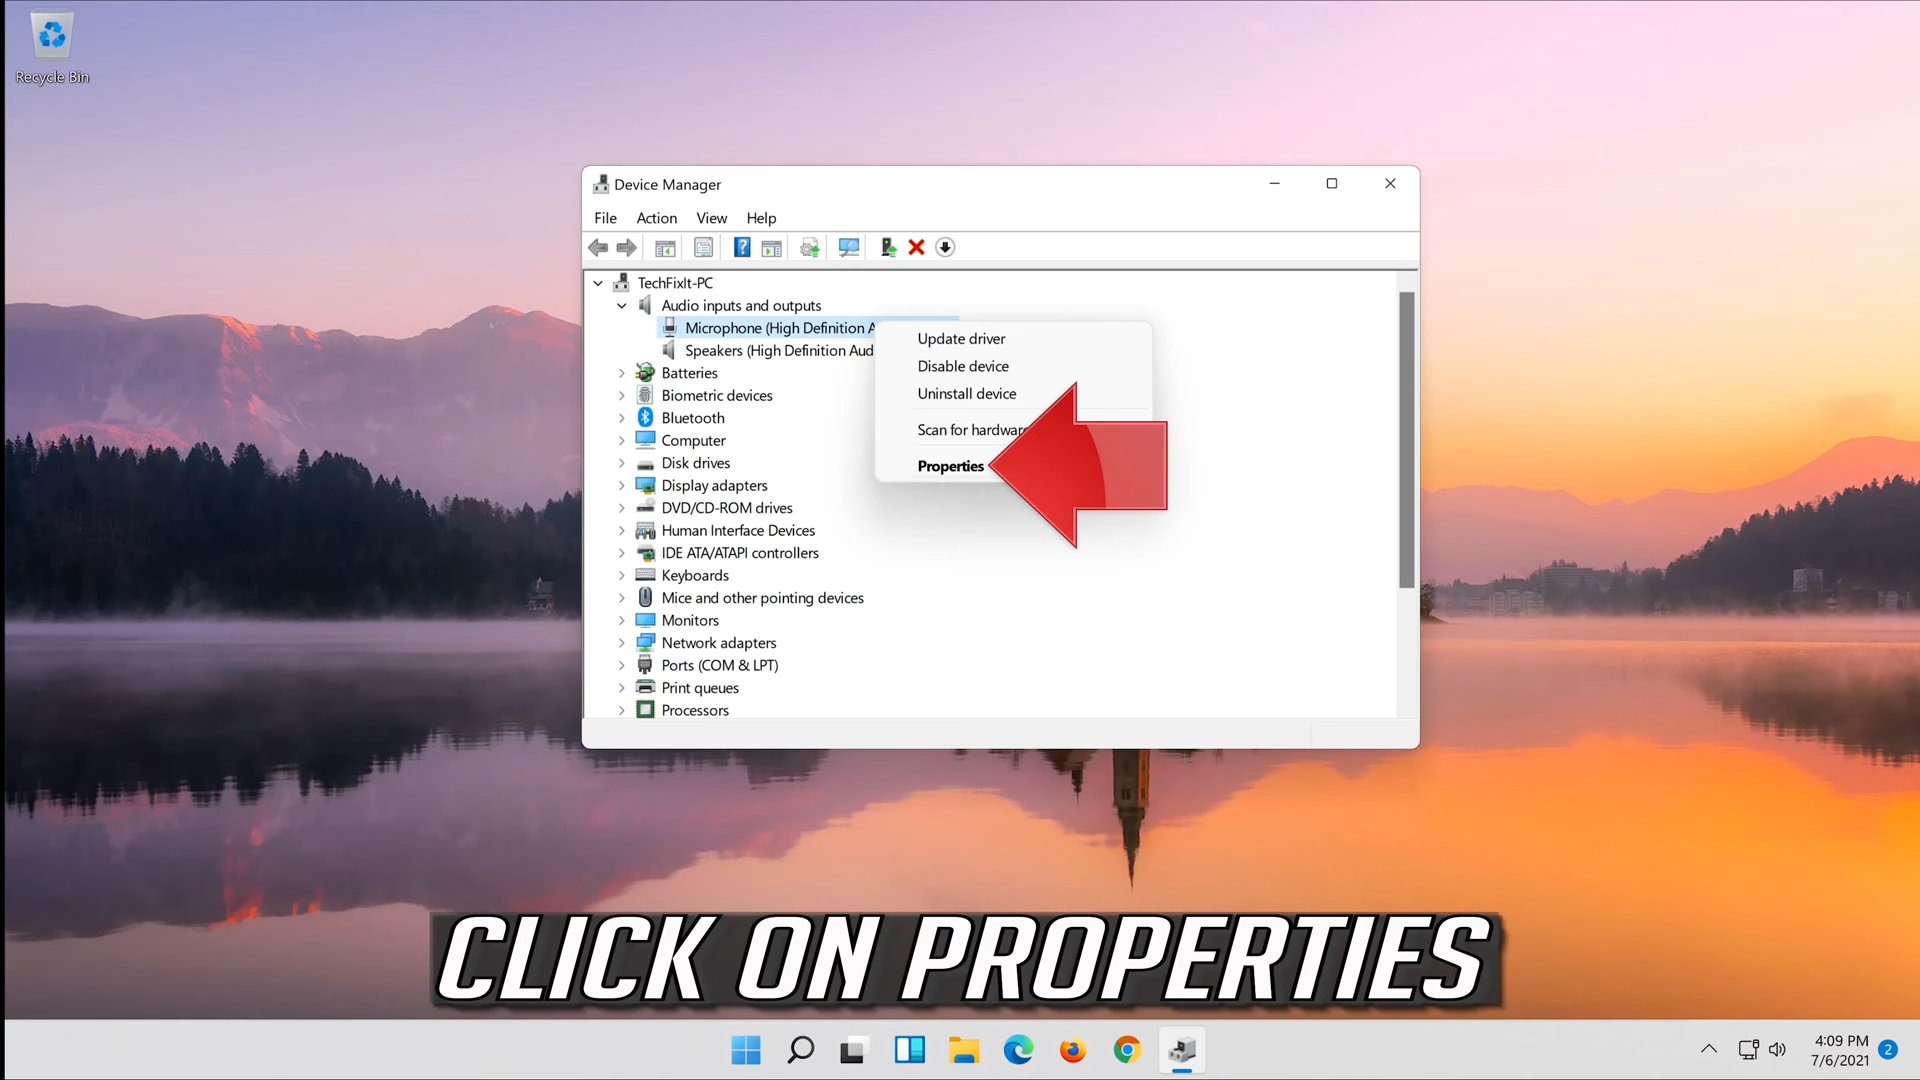 Recycle Bin
Device Manager
File Action View Help
TechFixIt-PC
Audio inputs and outputs
Microphone (High Definition A
Speakers (High Definition Aud
Update driver
Disable device
Uninstall device
Scan for hardware
Properties
Batteries
Biometric devices
Bluetooth
Computer
Disk drives
Display adapters
DVD/CD-ROM drives
Human Interface Devices
IDE ATA/ATAPI controllers
Keyboards
Mice and other pointing devices
Monitors
Network adapters
Ports (COM & LPT)
Print queues
Processors
CLICK ON PROPERTIES
4:09 PM
7/6/2021
2